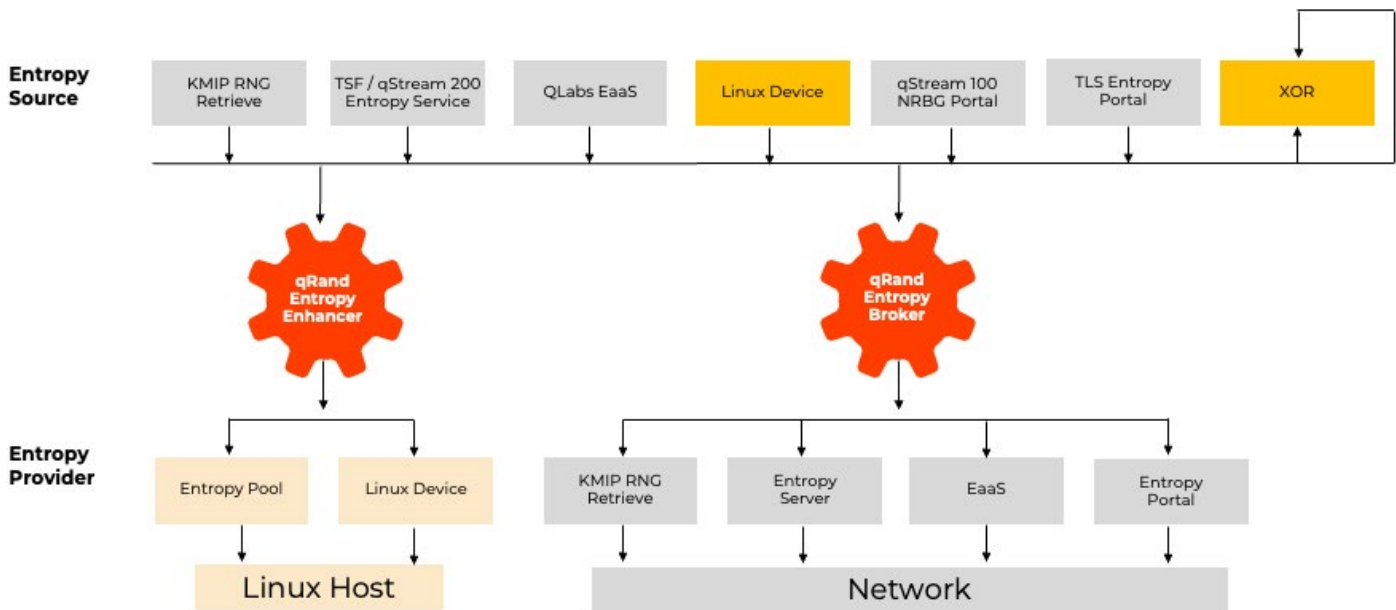 Entropy
Source
KMIP RNG
Retrieve
TSF / qStream 200
Entropy Service
QLabs EaaS
Linux Device
qStream 100
NRBG Portal
TLS Entropy
Portal
XOR
qRand
Entropy
Enhancer
qRand
Entropy
Broker
Entropy
Provider
Entropy Pool
Linux Device
KMIP RNG
Retrieve
Entropy
Server
EaaS
Entropy
Portal
Linux Host
Network